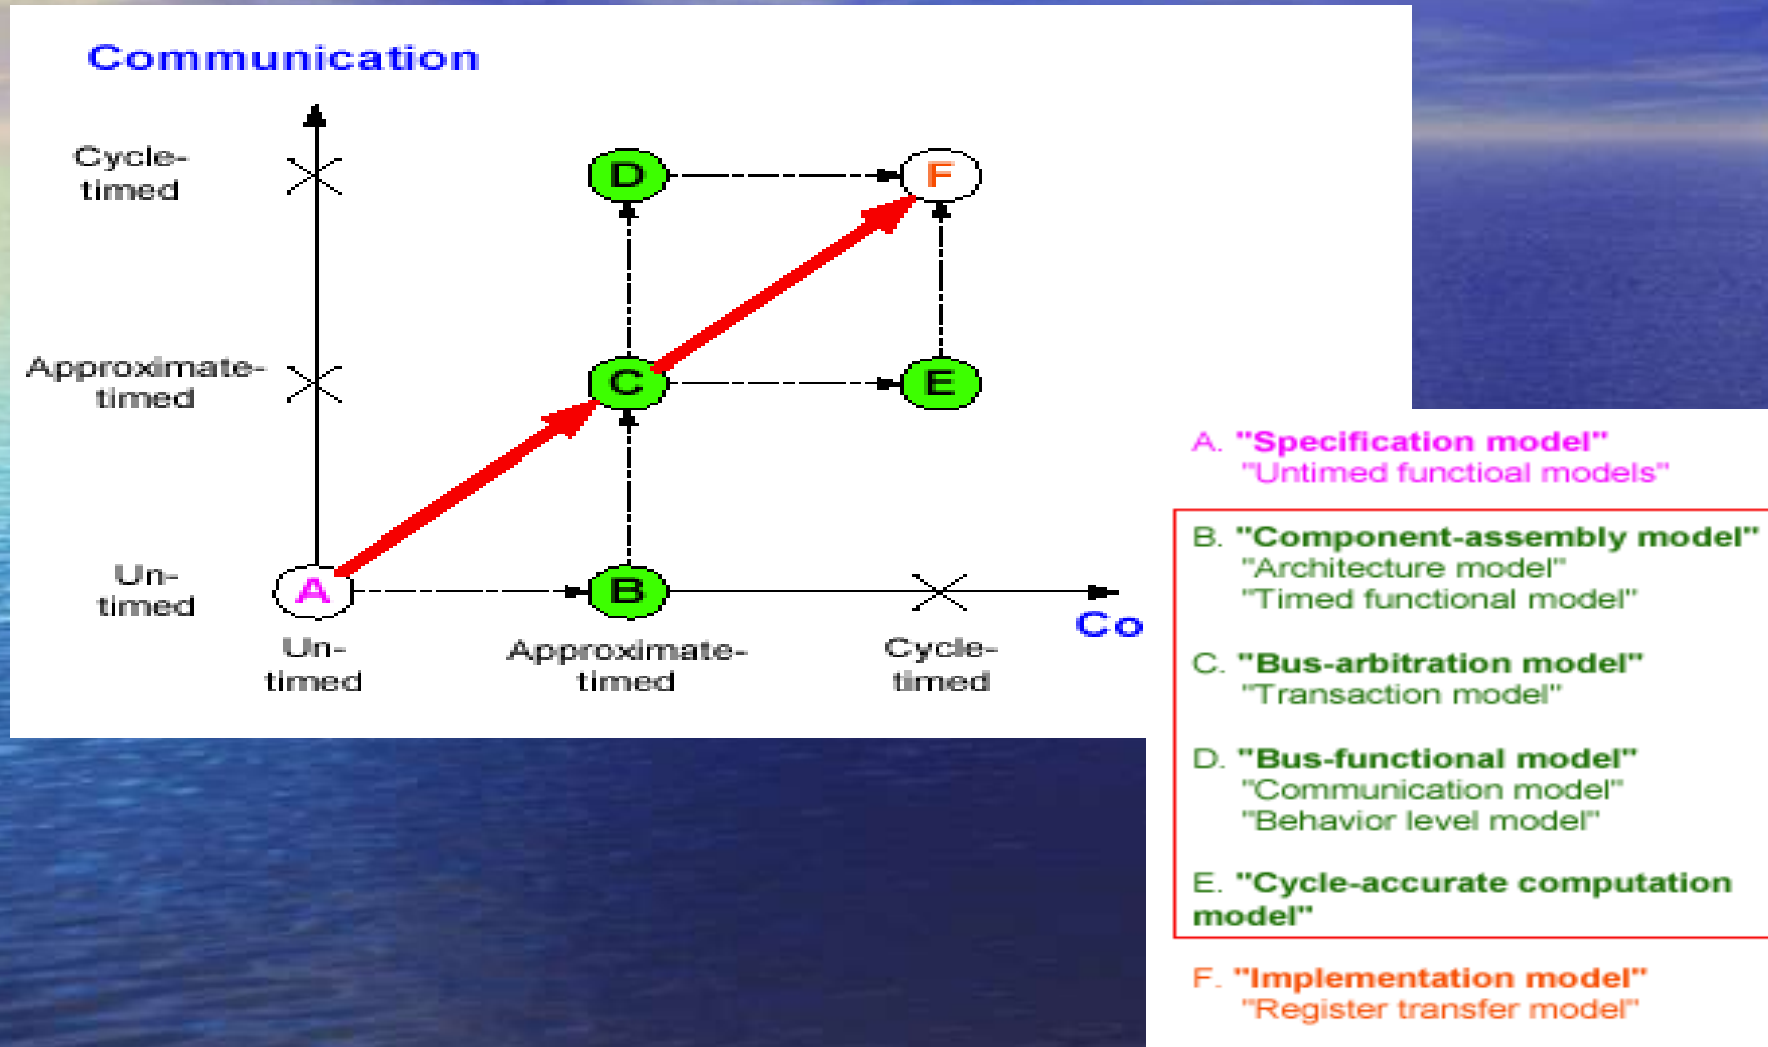 Communication
Cycle-
timed
D
F
Approximate-
timed
C
E
Un-
timed
A
B
Co
Un-
timed
Approximate-
timed
Cycle-
timed
A. "Specification model"
"Untimed functioal models"
B. "Component-assembly model"
"Architecture model"
"Timed functional model"
C. "Bus-arbitration model"
"Transaction model"
D. "Bus-functional model"
"Communication model"
"Behavior level model"
E. "Cycle-accurate computation
model"
F. "Implementation model"
"Register transfer model"